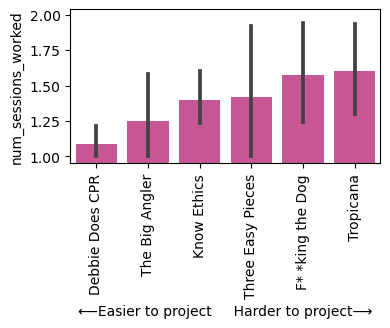 num_sessions_worked
2.00
1.75
1.50
1.25
1.00
Debbie Does CPR
The Big Angler
Know Ethics
Three Easy Pieces
F* *king the Dog
Tropicana
⟵Easier to project Harder to project⟶